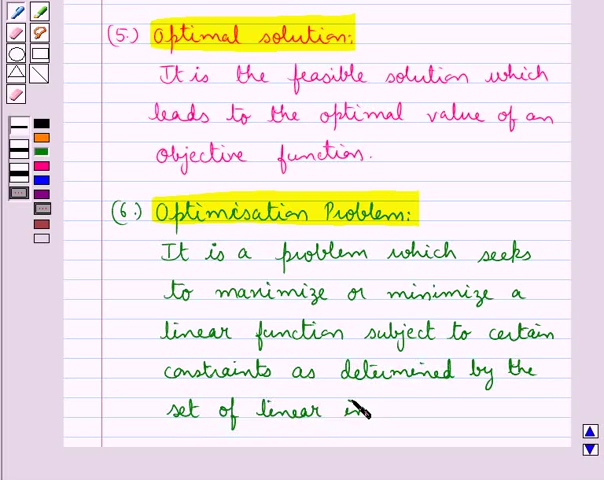 (5.) Optimal solution:
It is the feasible solution which
leads to the optimal value of an
objective function.
(6.) Optimisation Problem:
It is a problem which seeks
to maximize or minimize a
linear function subject to certain
constraints as determined by the
set of linear in